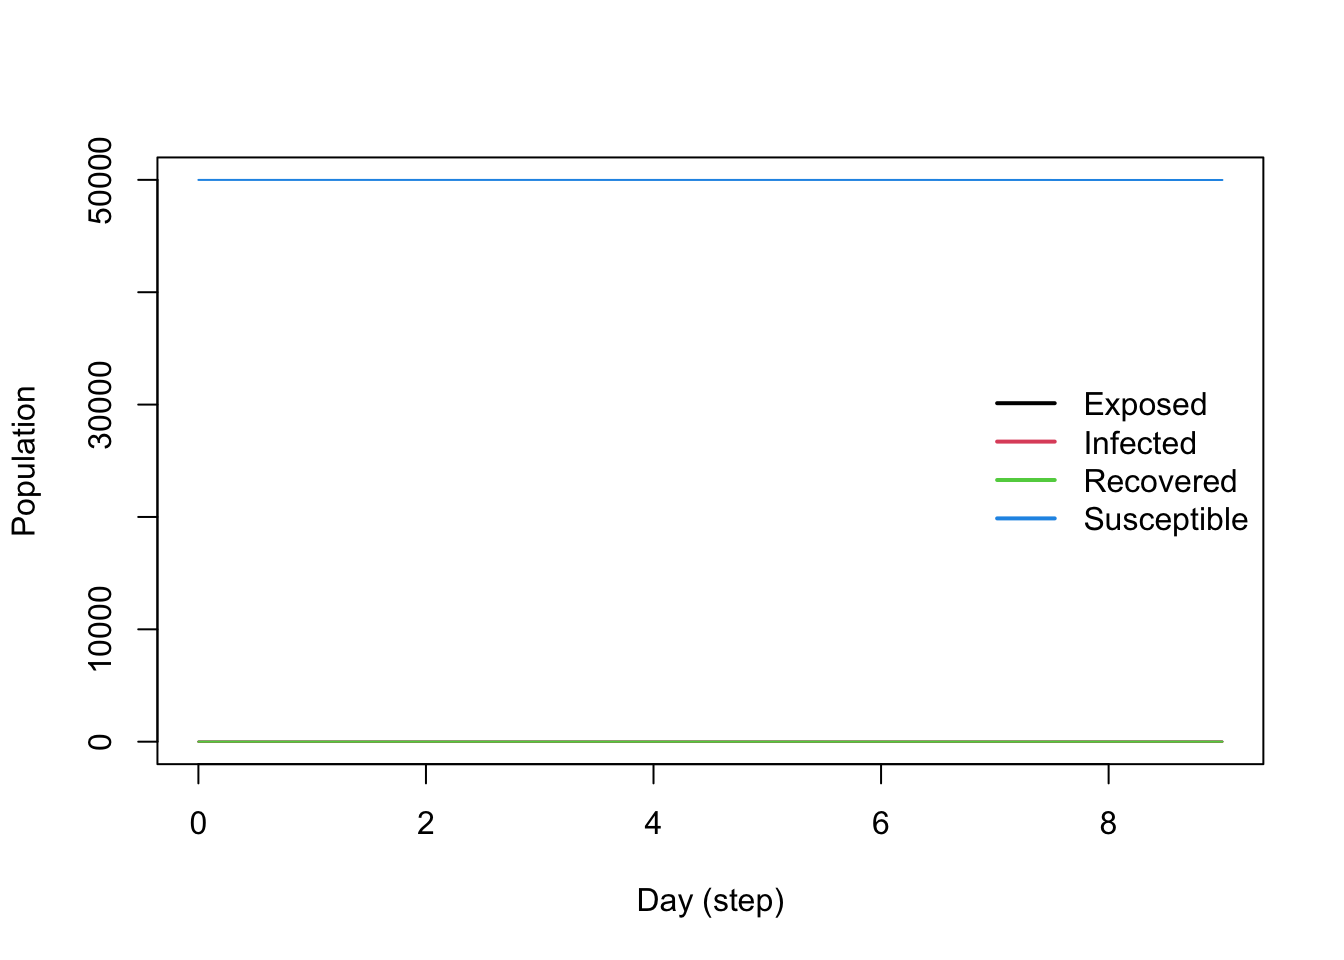 Population
50000
30000
10000
0
Exposed
Infected
Recovered
Susceptible
0 2 4 6 8
Day (step)